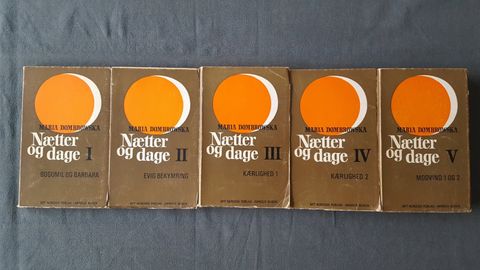 MARIA DOMBROWSKA
Nætter
og dage I
BOGUMIL OG BARBARA
MARIA DOMBROWSKA
Nætter
og dage II
EVIG BEKYMRING
MARIA DOMBROWSKA
Nætter
og dage III
KÆRLIGHED 1
MARIA DOMBROWSKA
Nætter
og dage IV
KÆRLIGHED 2
MARIA DOMBROWSKA
Nætter
og dage V
MODVIND 1 OG 2